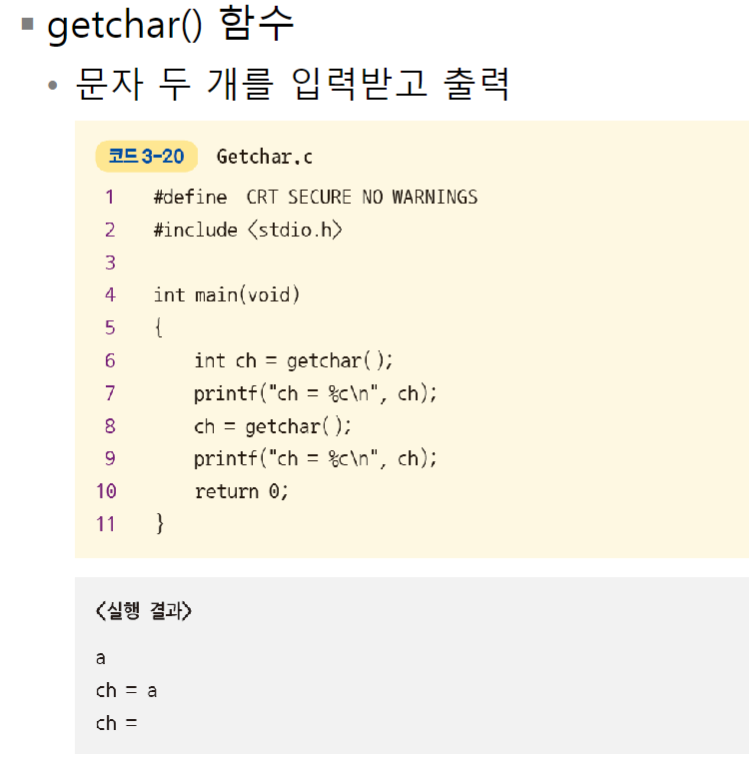 getchar() 함수
문자 두 개를 입력받고 출력
코드 3-20 Getchar.c
1 #define CRT SECURE NO WARNINGS
2 #include <stdio.h>
3
4 int main(void)
5 {
6 int ch = getchar();
7 printf("ch = %c\n", ch);
8 ch = getchar();
9 printf("ch = %c\n", ch);
10 return 0;
11 }
<실행 결과>
a
ch = a
ch =